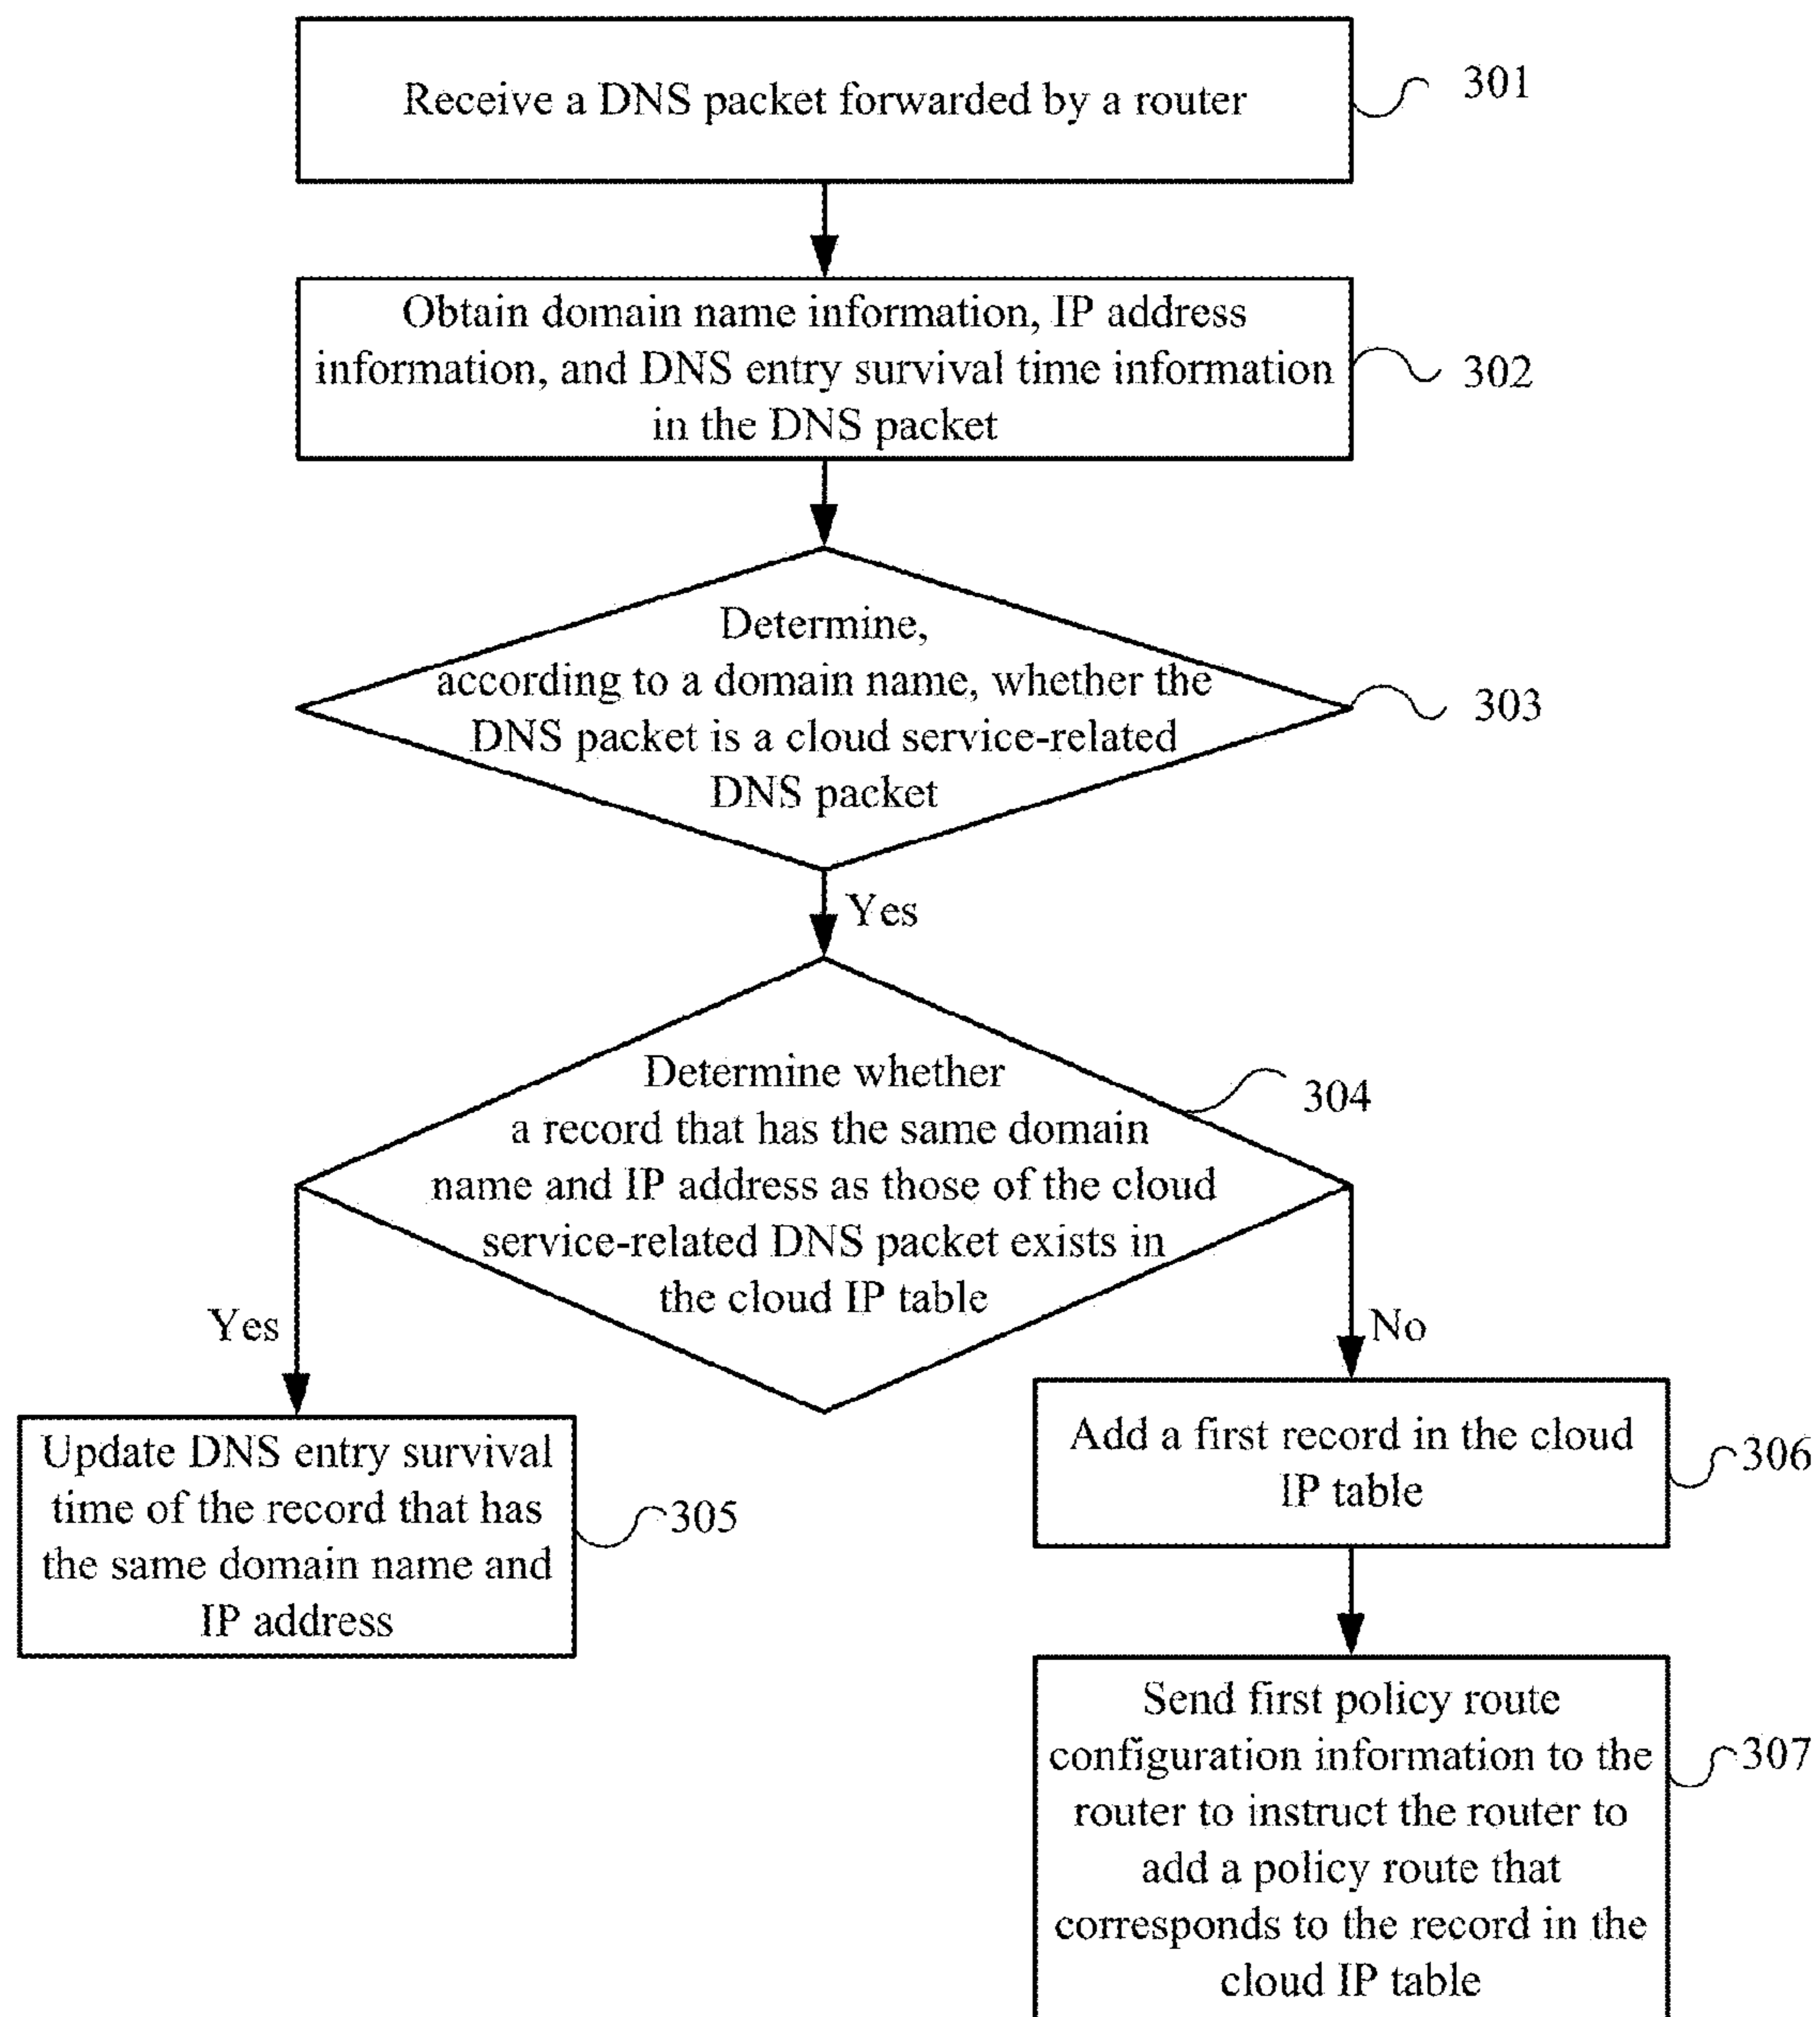 Receive a DNS packet forwarded by a router
301
Obtain domain name information, IP address
information, and DNS entry survival time information
in the DNS packet
302
Determine,
according to a domain name, whether the
DNS packet is a cloud service-related
DNS packet
303
Yes
Determine whether
a record that has the same domain
name and IP address as those of the cloud
service-related DNS packet exists in
the cloud IP table
304
Yes
No
Update DNS entry survival
time of the record that has
the same domain name and
IP address
305
Add a first record in the cloud
IP table
306
Send first policy route
configuration information to the
router to instruct the router to
add a policy route that
corresponds to the record in the
cloud IP table
307